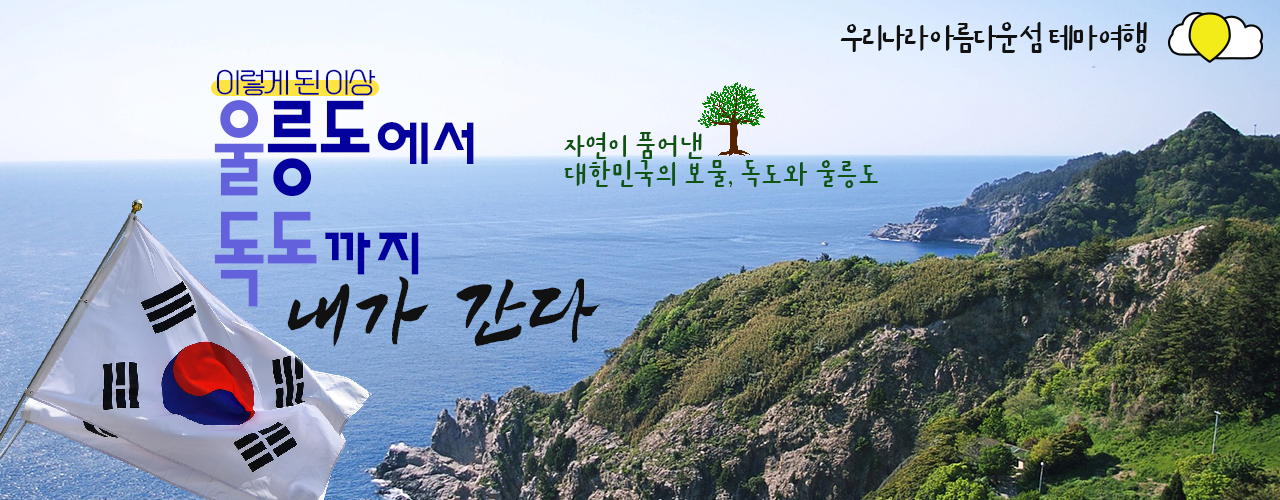 우리나라 아름다운 섬 테마 여행
이렇게 된 이상
울릉도에서
독도까지
내가 간다
자연이 품어낸
대한민국의 보물, 독도와 울릉도